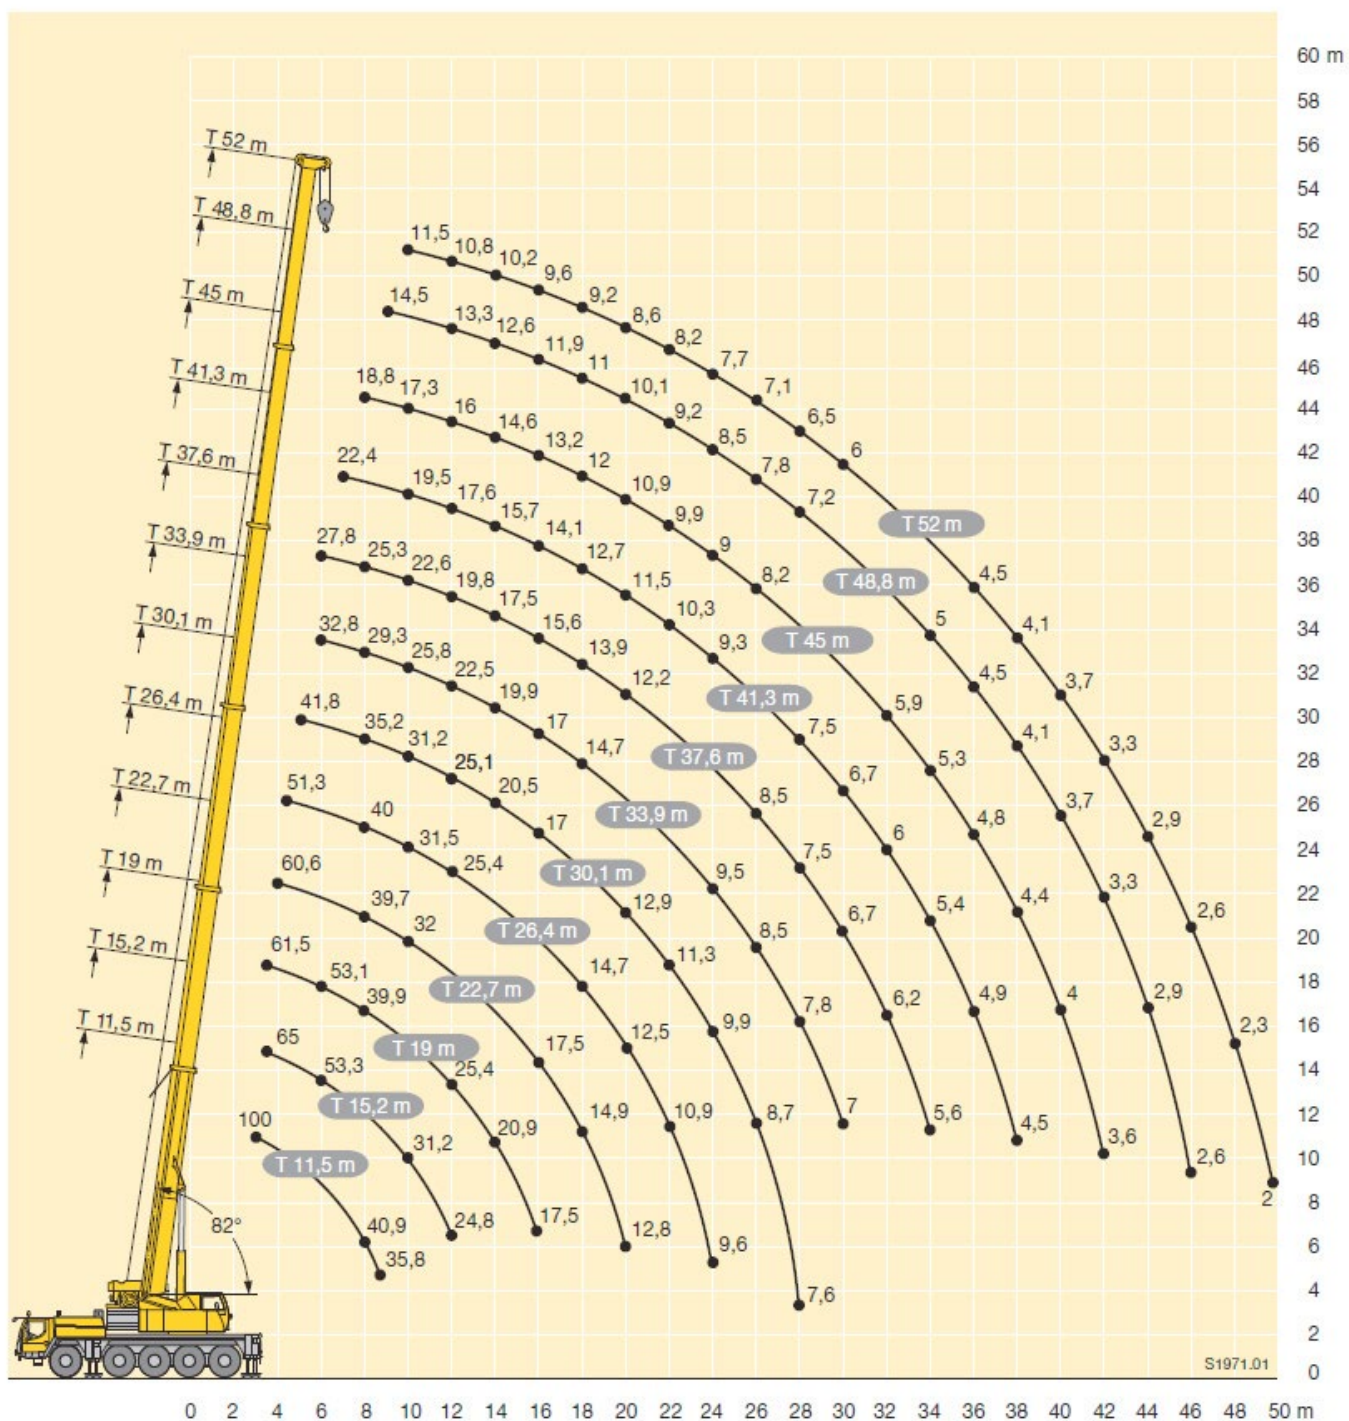 60 m
58
56
54
52
50
48
46
44
42
40
38
36
34
32
30
28
26
24
22
20
18
16
14
12
10
8
6
4
2
0
T 52 m
T 48,8 m
T 45 m
T 41,3 m
T 37,6 m
T 33,9 m
T 30,1 m
T 26,4 m
T 22,7 m
T 19 m
T 15,2 m
T 11,5 m
82°
11,5 10,8 10,2 9,6 9,2 8,6 8,2 7,7 7,1 6,5 6 T 52 m 4,5 4,1 3,7 3,3 2,9 2,6 2,3 2
14,5 13,3 12,6 11,9 11 10,1 9,2 8,5 7,8 7,2 T 48,8 m 5 4,5 4,1 3,7 3,3 2,9 2,6
18,8 17,3 16 14,6 13,2 12 10,9 9,9 9 8,2 T 45 m 5,9 5,3 4,8 4,4 4 3,6
22,4 19,5 17,6 15,7 14,1 12,7 11,5 10,3 9,3 T 41,3 m 7,5 6,7 6 5,4 4,9 4,5
27,8 25,3 22,6 19,8 17,5 15,6 13,9 12,2 T 37,6 m 8,5 7,5 6,7 6,2 5,6
32,8 29,3 25,8 22,5 19,9 17 14,7 T 33,9 m 9,5 8,5 7,8 7
41,8 35,2 31,2 25,1 20,5 17 T 30,1 m 12,9 11,3 9,9 8,7 7,6
51,3 40 31,5 25,4 T 26,4 m 14,7 12,5 10,9 9,6
60,6 39,7 32 T 22,7 m 17,5 14,9 12,8
61,5 53,1 39,9 T 19 m 25,4 20,9 17,5
65 53,3 T 15,2 m 31,2 24,8
100 T 11,5 m 40,9 35,8
S1971.01
0 2 4 6 8 10 12 14 16 18 20 22 24 26 28 30 32 34 36 38 40 42 44 46 48 50 m